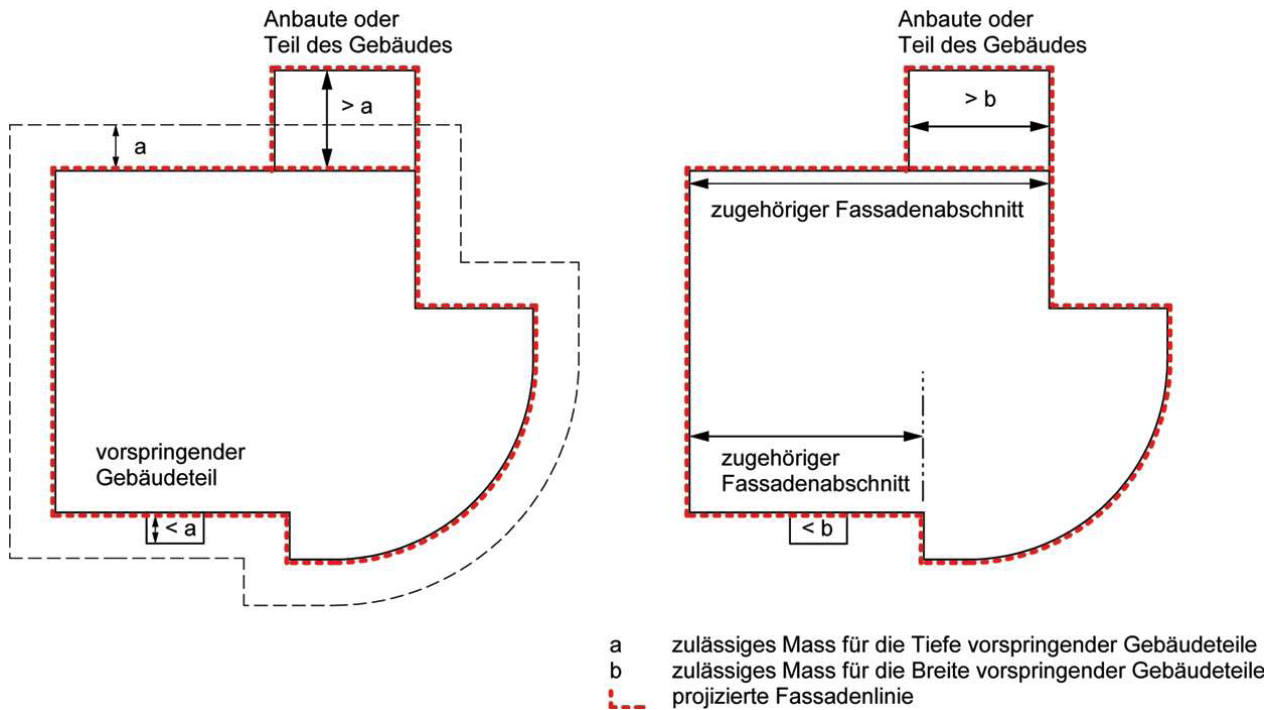 Anbaute oder
Teil des Gebäudes
> a
a
vorspringender
Gebäudeteil
< a
Anbaute oder
Teil des Gebäudes
> b
zugehöriger Fassadenabschnitt
zugehöriger
Fassadenabschnitt
< b
a zulässiges Mass für die Tiefe vorspringender Gebäudeteile
b zulässiges Mass für die Breite vorspringender Gebäudeteile
projizierte Fassadenlinie